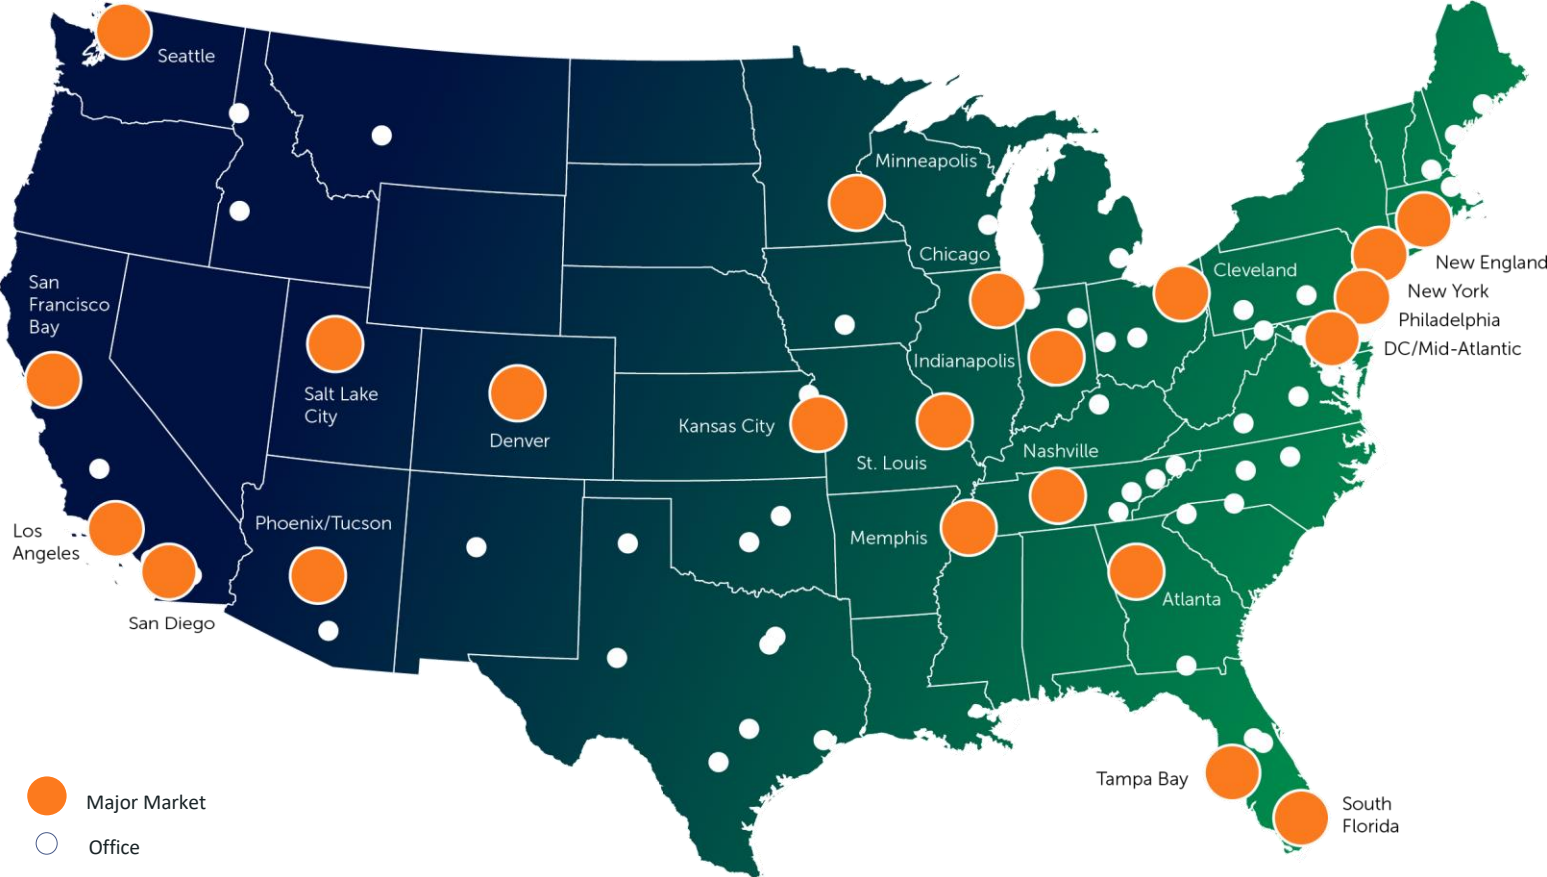 Seattle
Minneapolis
Chicago
Cleveland
New England
San
Francisco
Bay
New York
Philadelphia
DC/Mid-Atlantic
Indianapolis
Salt Lake
City
Denver
Kansas City
St. Louis
Nashville
Los
Angeles
Phoenix/Tucson
Memphis
Atlanta
San Diego
Tampa Bay
South
Florida
Major Market
Office